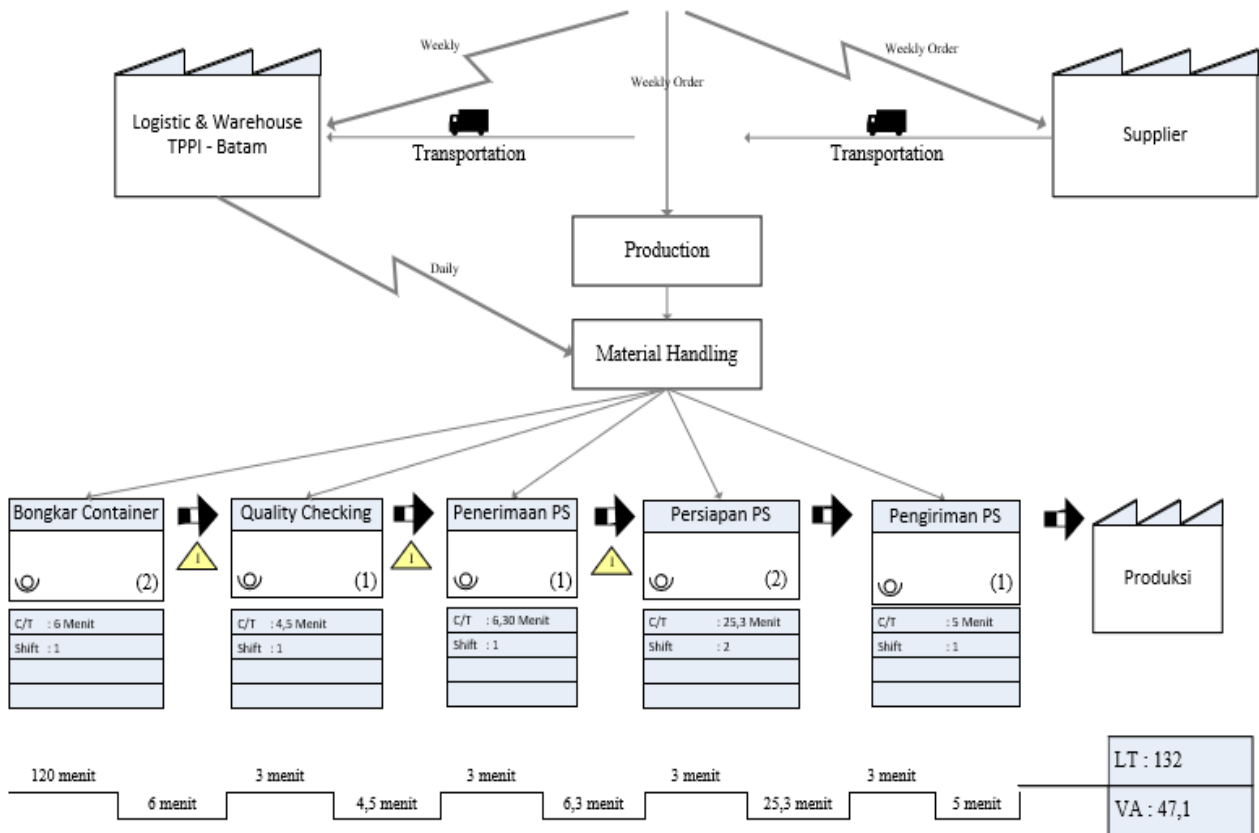 Weekly
Weekly Order
Weekly Order
Logistic & Warehouse
TPPI - Batam
Transportation
Transportation
Supplier
Production
Daily
Material Handling
Bongkar Container
Quality Checking
Penerimaan PS
Persiapan PS
Pengiriman PS
I
I
I
(2)
(1)
(1)
(2)
(1)
Produksi
C/T : 6 Menit
Shift : 1
C/T : 4,5 Menit
Shift : 1
C/T : 6,30 Menit
Shift : 1
C/T : 25,3 Menit
Shift : 2
C/T : 5 Menit
Shift : 1
120 menit
3 menit
3 menit
3 menit
3 menit
6 menit
4,5 menit
6,3 menit
25,3 menit
5 menit
LT : 132
VA : 47,1